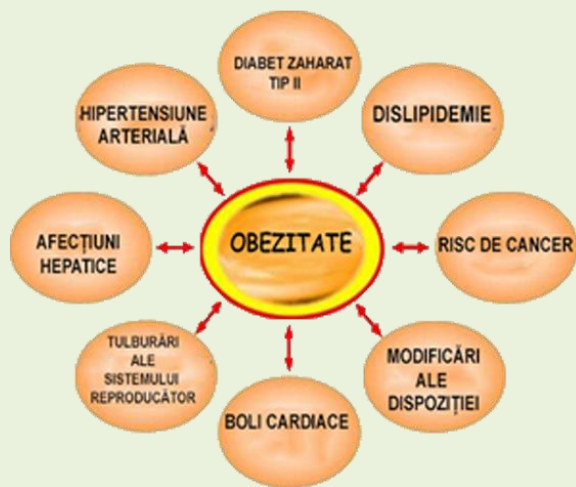 DIABET ZAHARAT
TIP II
HIPERTENSIUNE
ARTERIALĂ
DISLIPIDEMIE
AFECȚIUNI
HEPATICE
OBEZITATE
RISC DE CANCER
TULBURĂRI
ALE
SISTEMULUI
REPRODUCĂTOR
MODIFICĂRI
ALE
DISPOZIȚIEI
BOLI CARDIACE